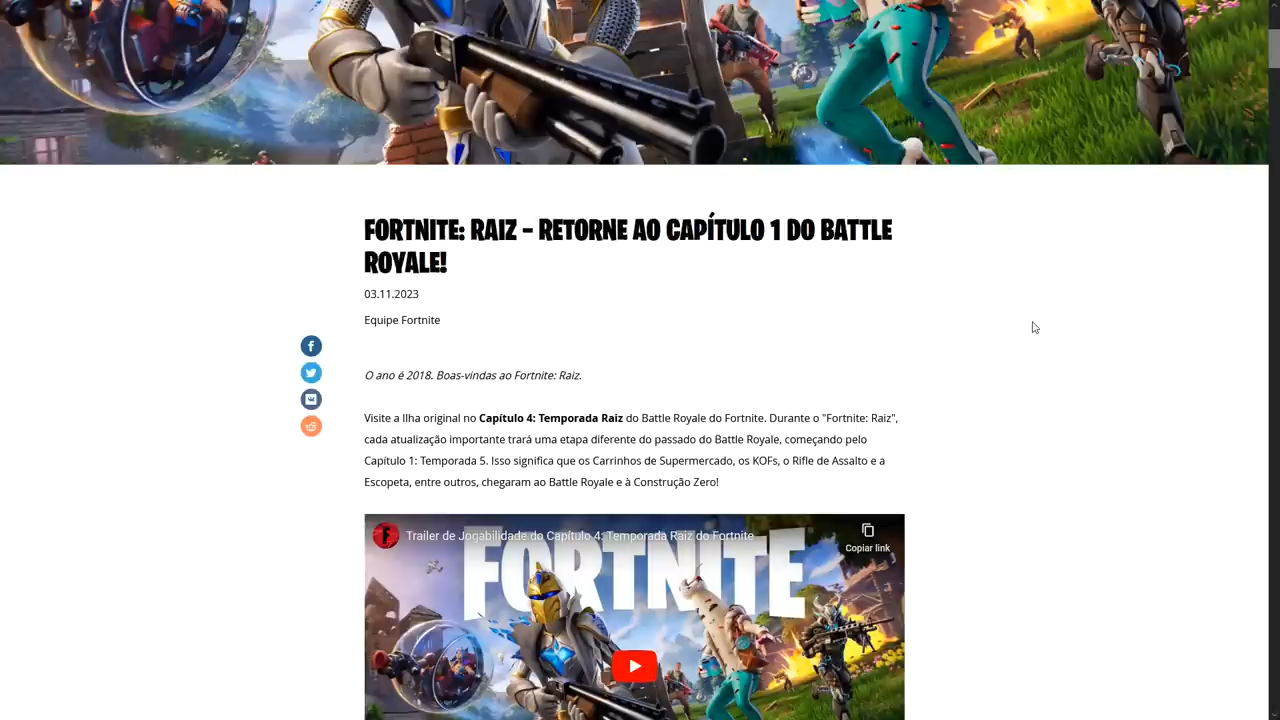 FORTNITE: RAIZ – RETORNE AO CAPÍTULO 1 DO BATTLE
ROYALE!
03.11.2023
Equipe Fortnite
O ano é 2018. Boas-vindas ao Fortnite: Raiz.
Visite a Ilha original no Capítulo 4: Temporada Raiz do Battle Royale do Fortnite. Durante o "Fortnite: Raiz",
cada atualização importante trará uma etapa diferente do passado do Battle Royale, começando pelo
Capítulo 1: Temporada 5. Isso significa que os Carrinhos de Supermercado, os KOFs, o Rifle de Assalto e a
Escopeta, entre outros, chegaram ao Battle Royale e à Construção Zero!
Trailer de Jogabilidade do Capítulo 4: Temporada Raiz do Fortnite
Copiar link
FORTNITE